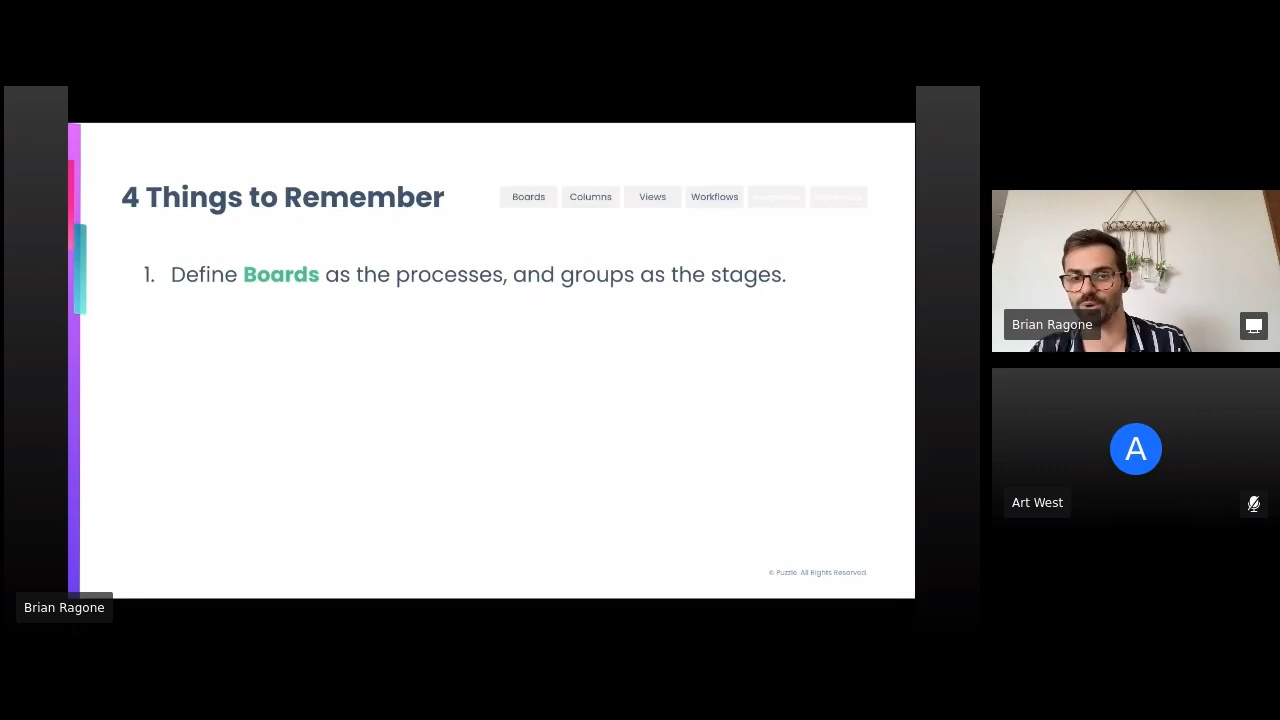 4 Things to Remember
Boards
Columns
Views
Workflows
1. Define Boards as the processes, and groups as the stages.
© Puzzle. All Rights Reserved.
Brian Ragone
Brian Ragone
A
Art West